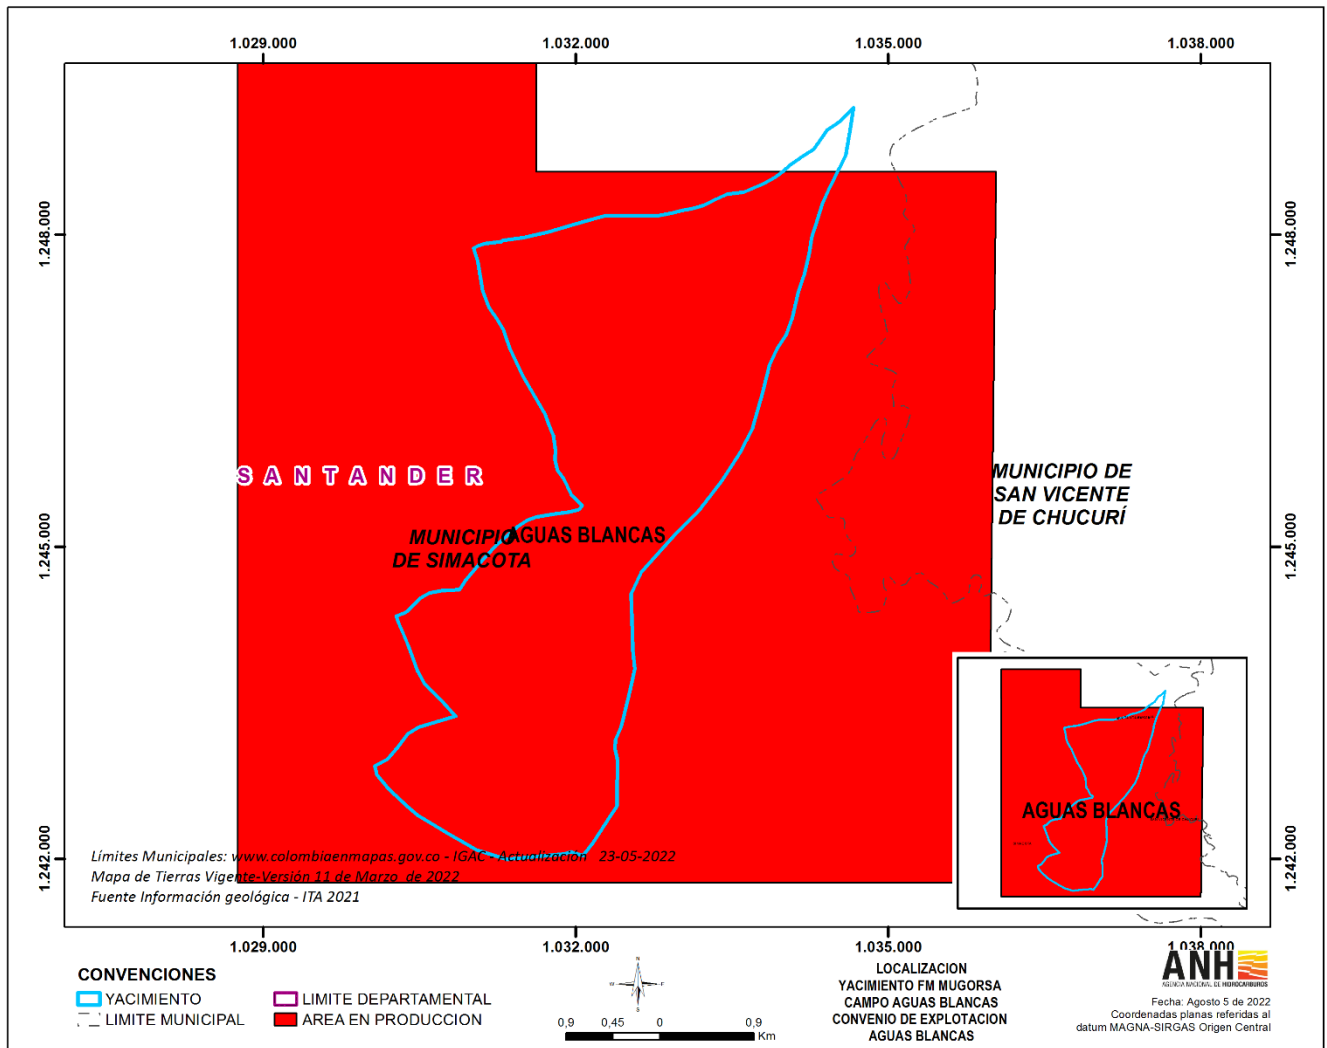 1.029.000
1.032.000
1.035.000
1.038.000
1.248.000
1.248.000
SANTANDER
MUNICIPIO DE
SAN VICENTE
DE CHUCURÍ
MUNICIPIO
DE SIMACOTA
AGUAS BLANCAS
1.245.000
1.245.000
AGUAS BLANCAS
1.242.000
1.242.000
Límites Municipales: www.colombiaenmapas.gov.co - IGAC - Actualización 23-05-2022
Mapa de Tierras Vigente-Versión 11 de Marzo de 2022
Fuente Información geológica - ITA 2021
1.029.000
1.032.000
1.035.000
1.038.000
CONVENCIONES
YACIMIENTO
LIMITE MUNICIPAL
LIMITE DEPARTAMENTAL
AREA EN PRODUCCION
N
S
0,9 0,45 0 0,9
Km
LOCALIZACION
YACIMIENTO FM MUGORSA
CAMPO AGUAS BLANCAS
CONVENIO DE EXPLOTACION
AGUAS BLANCAS
ANH
AGENCIA NACIONAL DE HIDROCARBUROS
Fecha: Agosto 5 de 2022
Coordenadas planas referidas al
datum MAGNA-SIRGAS Origen Central